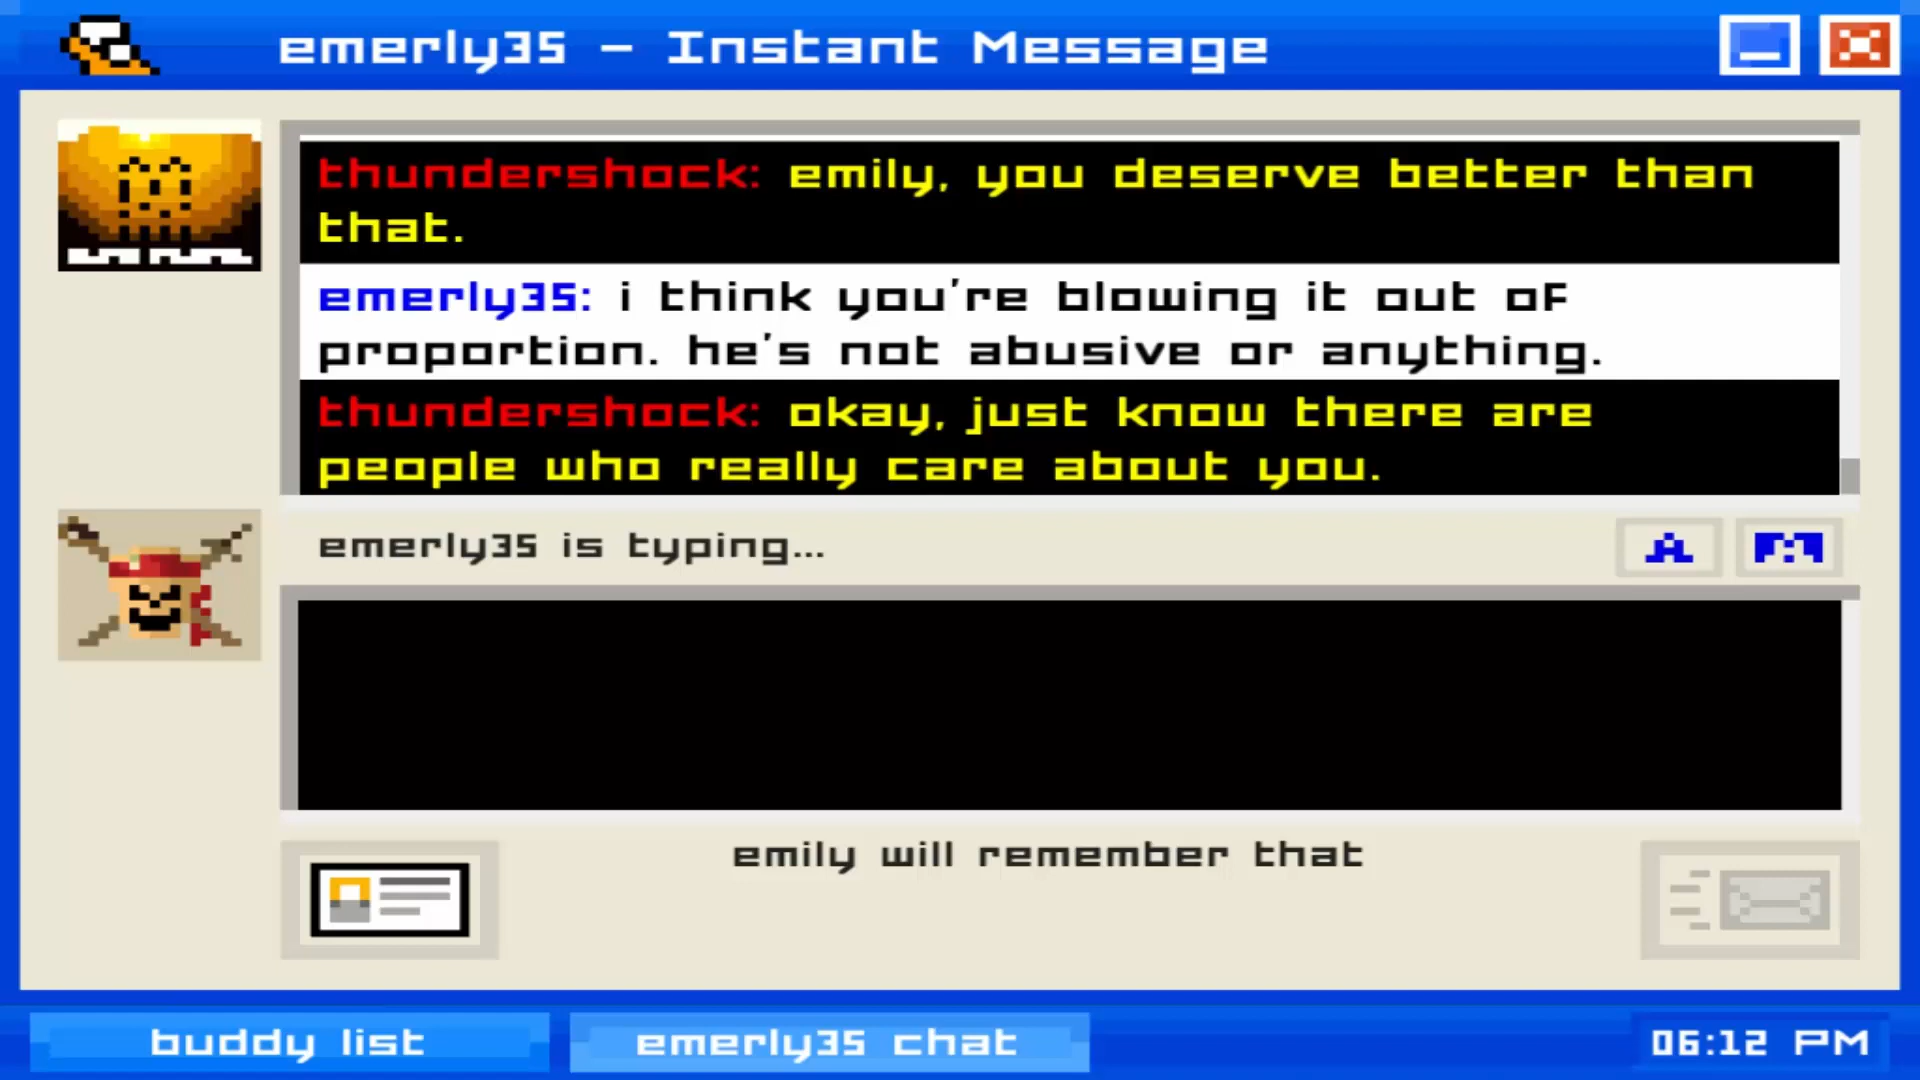 emerly35 - Instant Message
thundershock: emily, you deserve better than
that.
emerly35: i think you're blowing it out of
proportion. he's not abusive or anything.
thundershock: okay, just know there are
people who really care about you.
emerly35 is typing...
A
emily will remember that
buddy list
emerly35 chat
06:12 PM